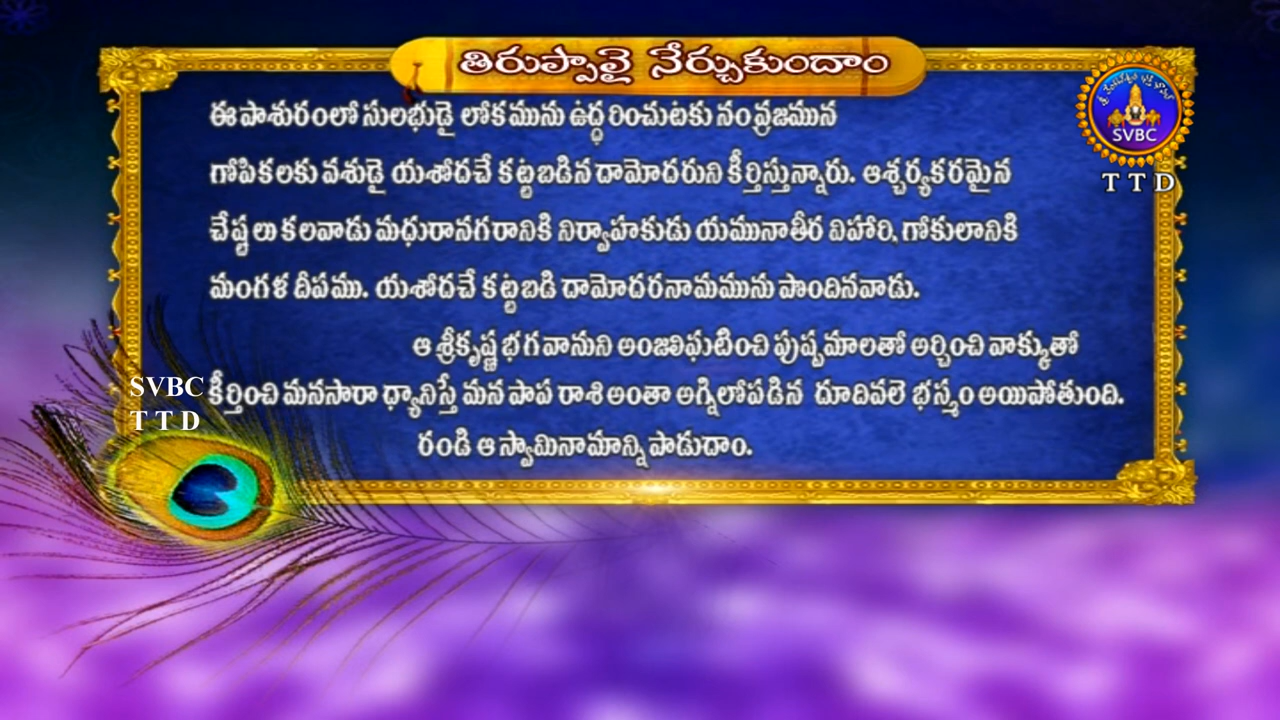 తిరుప్పావై నేర్చుకుందాం
ఈ పాశురంలో సులభుడై లోకమును ఉద్ధరించుటకు నంవ్రజమున
గోపికలకు వశుడై యశోదచే కట్టబడిన దామోదరుని కీర్తిస్తున్నారు. ఆశ్చర్యకరమైన
చేష్టలు కలవాడు మధురానగరానికి నిర్వాహకుడు యమునాతీర విహారి, గోకులానికి
మంగళ దీపము. యశోదచే కట్టబడి దామోదరనామమును పొందినవాడు.
ఆ శ్రీకృష్ణ భగవానుని అంజలిఘటించి పుష్పమాలతో అర్చించి వాక్కుతో
కీర్తించి మనసారా ధ్యానిస్తే మన పాప రాశి అంతా అగ్నిలోపడిన దూదివలె భస్మం అయిపోతుంది.
రండి ఆ స్వామినామాన్ని పాడుదాం.
SVBC
T T D
SVBC
T T D